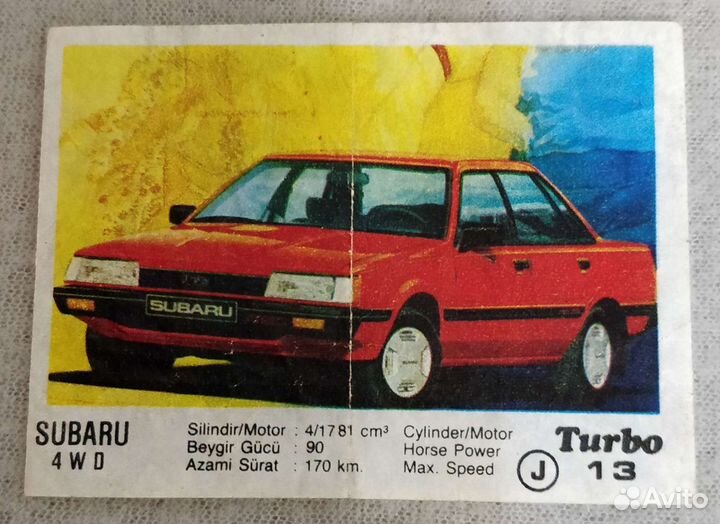 SUBARU
SUBARU
4WD
Silindir/Motor : 4/1781 cm³ Cylinder/Motor
Beygir Gücü : 90 Horse Power
Azami Sürat : 170 km. Max. Speed
J
Turbo
13
Avito